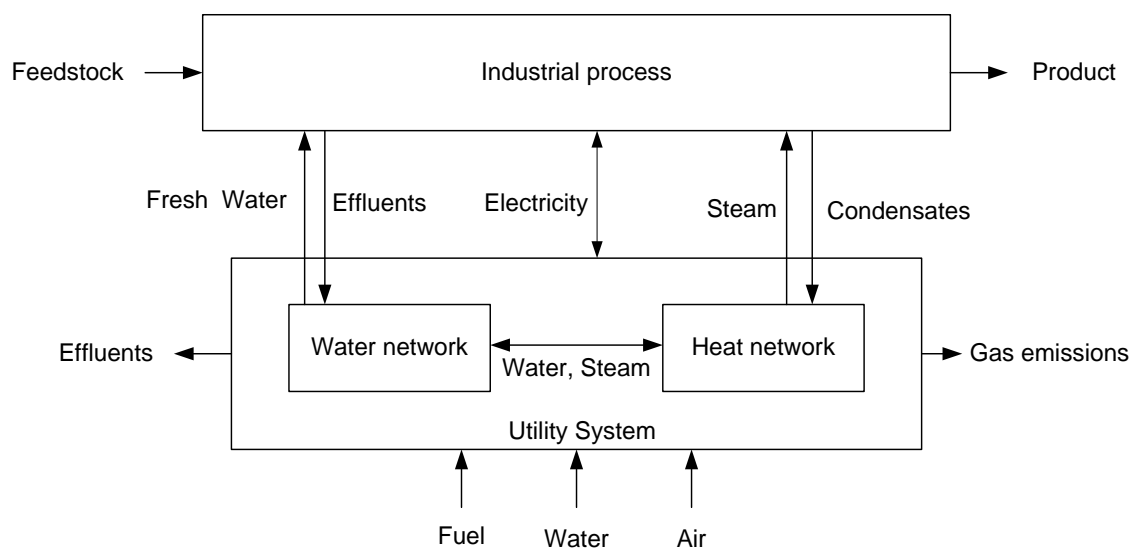 Feedstock
Industrial process
Product
Fresh Water
Effluents
Electricity
Steam
Condensates
Effluents
Water network
Water, Steam
Heat network
Gas emissions
Utility System
Fuel
Water
Air